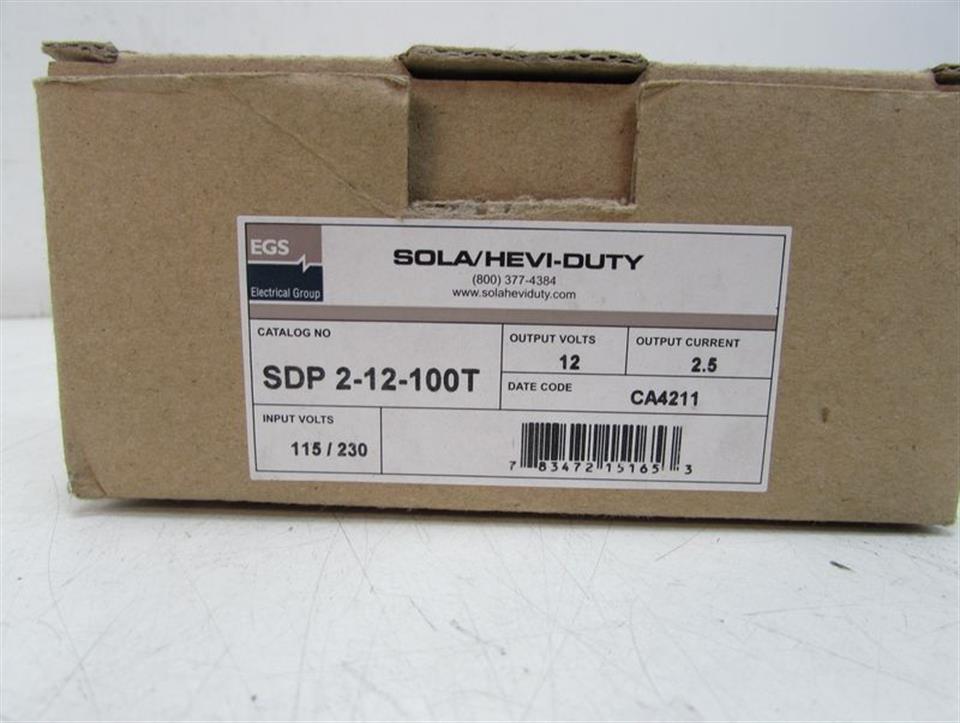 EGS
Electrical Group
SOLA/HEVI-DUTY
(800) 377-4384
www.solaheviduty.com
CATALOG NO
SDP 2-12-100T
OUTPUT VOLTS
12
OUTPUT CURRENT
2.5
DATE CODE
CA4211
INPUT VOLTS
115 / 230
7 83472 15165 3